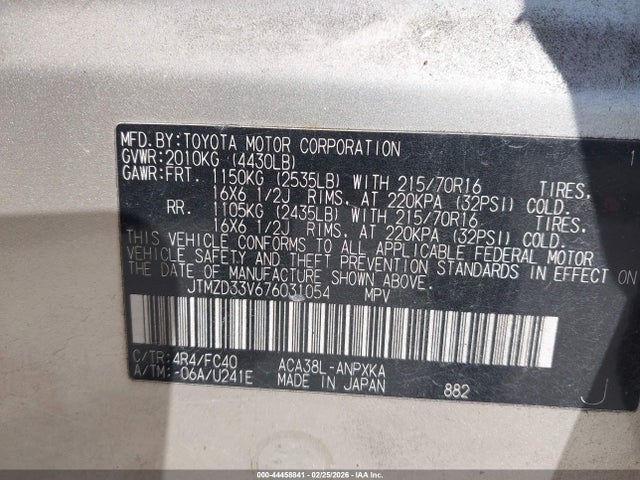 MFD.BY:TOYOTA MOTOR CORPORATION
GVWR:2010KG (4430LB)
GAWR:FRT. 1150KG (2535LB) WITH 215/70R16 TIRES,
16X6 1/2J RIMS, AT 220KPA (32PSI) COLD.
RR. 1105KG (2435LB) WITH 215/70R16 TIRES,
16X6 1/2J RIMS, AT 220KPA (32PSI) COLD.
THIS VEHICLE CONFORMS TO ALL APPLICABLE FEDERAL MOTOR
VEHICLE SAFETY AND THEFT PREVENTION STANDARDS IN EFFECT ON
THE DATE OF MANUFACTURE SHOWN ABOVE.
JTMZD33V676031054 MPV
C/TR:4R4/FC40 ACA38L-ANPXKA
A/TM:-06A/U241E MADE IN JAPAN 882 J
© 0000-44458841 | 02/25/2026 - IAA Inc.